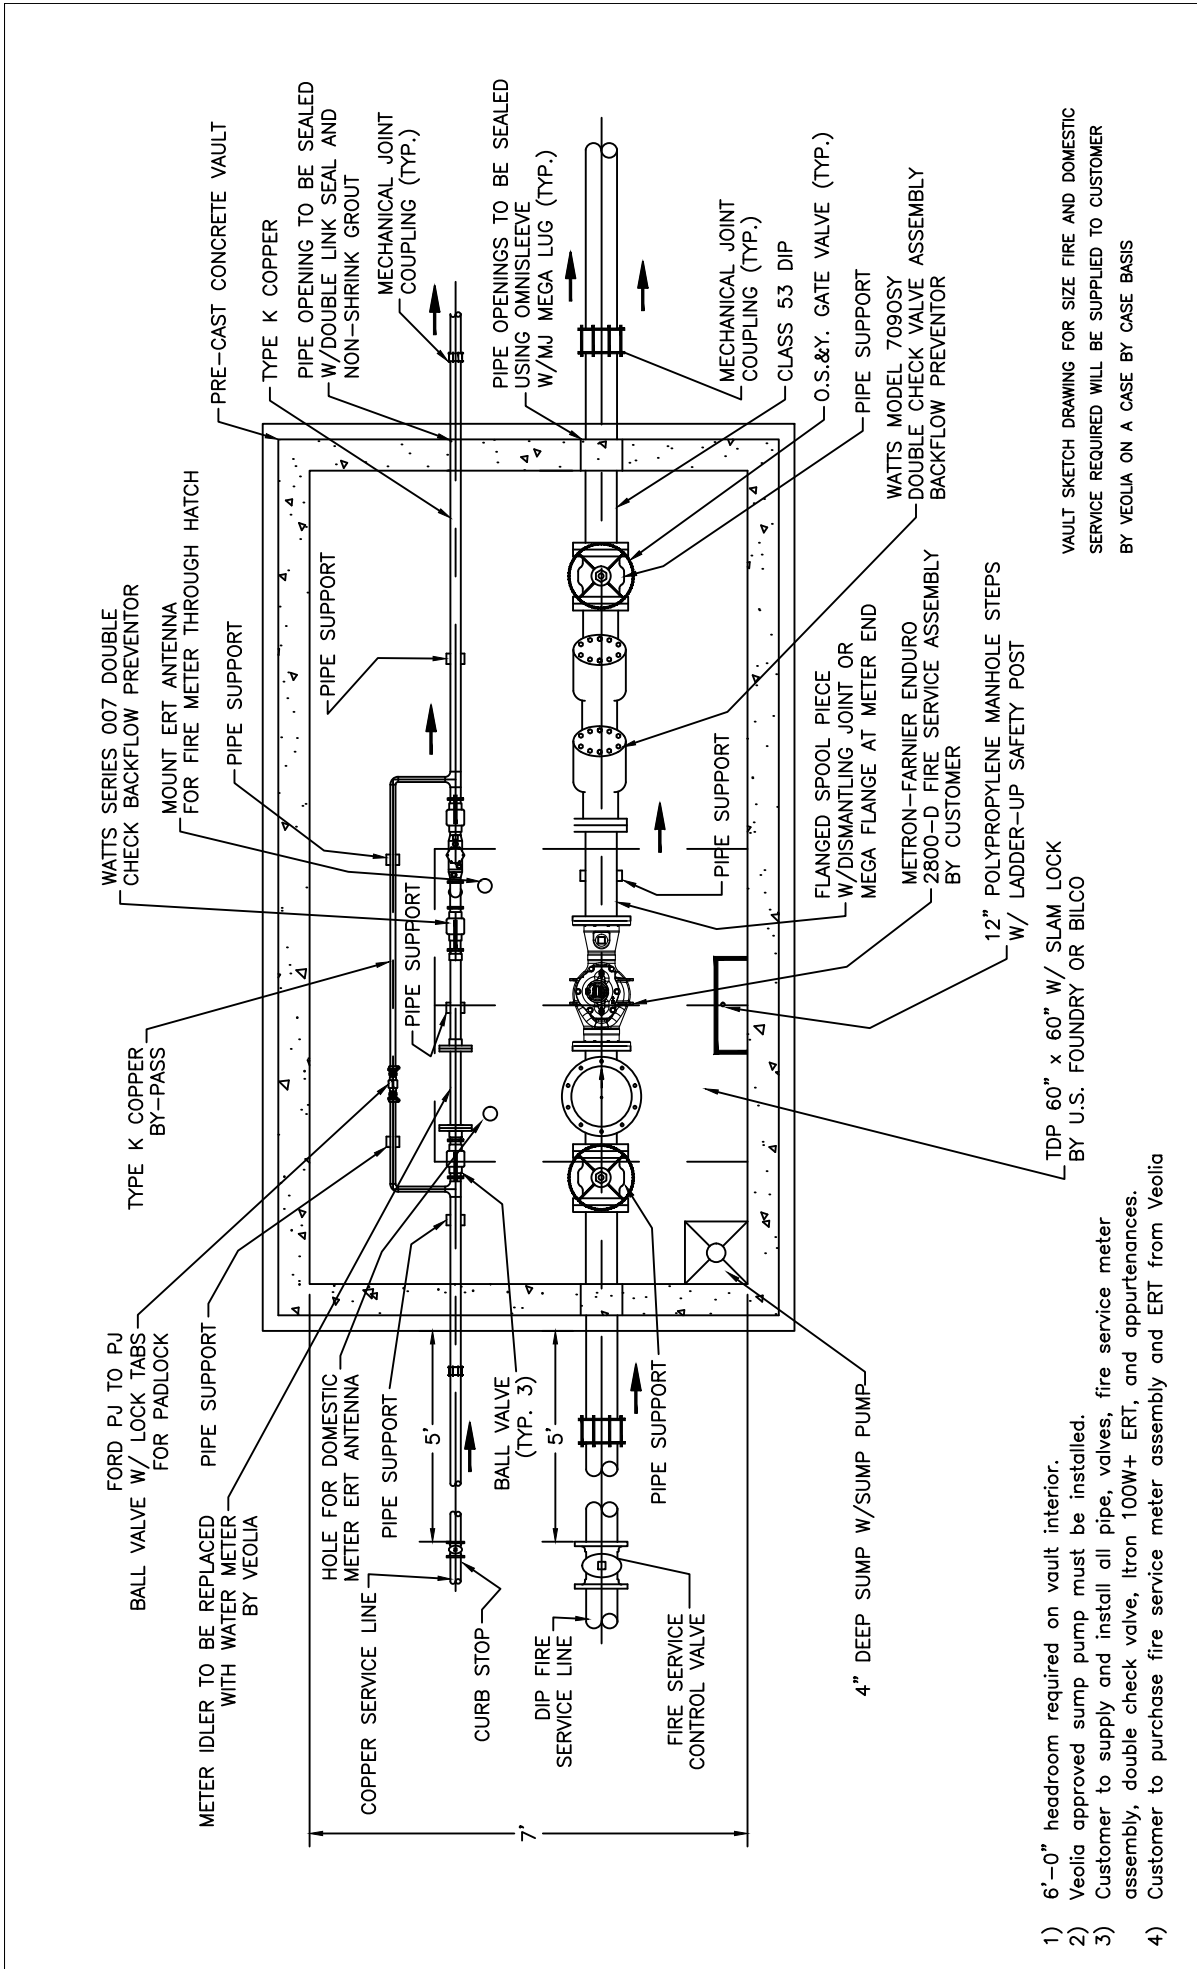 FORD PJ TO PJ
BALL VALVE W/ LOCK TABS
FOR PADLOCK
TYPE K COPPER
BY-PASS
WATTS SERIES 007 DOUBLE
CHECK BACKFLOW PREVENTOR
MOUNT ERT ANTENNA
FOR FIRE METER THROUGH HATCH
PIPE SUPPORT
PRE-CAST CONCRETE VAULT
TYPE K COPPER
PIPE OPENING TO BE SEALED
W/DOUBLE LINK SEAL AND
NON-SHRINK GROUT
MECHANICAL JOINT
COUPLING (TYP.)
PIPE SUPPORT
METER IDLER TO BE REPLACED
WITH WATER METER
BY VEOLIA
PIPE SUPPORT
HOLE FOR DOMESTIC
METER ERT ANTENNA
COPPER SERVICE LINE
PIPE SUPPORT
PIPE SUPPORT
5'
CURB STOP
BALL VALVE
(TYP. 3)
PIPE OPENINGS TO BE SEALED
USING OMNISLEEVE
W/MJ MEGA LUG (TYP.)
7'
DIP FIRE
SERVICE LINE
5'
FIRE SERVICE
CONTROL VALVE
PIPE SUPPORT
PIPE SUPPORT
MECHANICAL JOINT
COUPLING (TYP.)
CLASS 53 DIP
O.S.&Y. GATE VALVE (TYP.)
PIPE SUPPORT
WATTS MODEL 709OSY
DOUBLE CHECK VALVE ASSEMBLY
BACKFLOW PREVENTOR
4" DEEP SUMP W/SUMP PUMP
FLANGED SPOOL PIECE
W/DISMANTLING JOINT OR
MEGA FLANGE AT METER END
METRON-FARNIER ENDURO
2800-D FIRE SERVICE ASSEMBLY
BY CUSTOMER
12" POLYPROPYLENE MANHOLE STEPS
W/ LADDER-UP SAFETY POST
TDP 60" x 60" W/ SLAM LOCK
BY U.S. FOUNDRY OR BILCO
VAULT SKETCH DRAWING FOR SIZE FIRE AND DOMESTIC
SERVICE REQUIRED WILL BE SUPPLIED TO CUSTOMER
BY VEOLIA ON A CASE BY CASE BASIS
1) 6'-0" headroom required on vault interior.
2) Veolia approved sump pump must be installed.
3) Customer to supply and install all pipe, valves, fire service meter
assembly, double check valve, Itron 100W+ ERT, and appurtenances.
4) Customer to purchase fire service meter assembly and ERT from Veolia